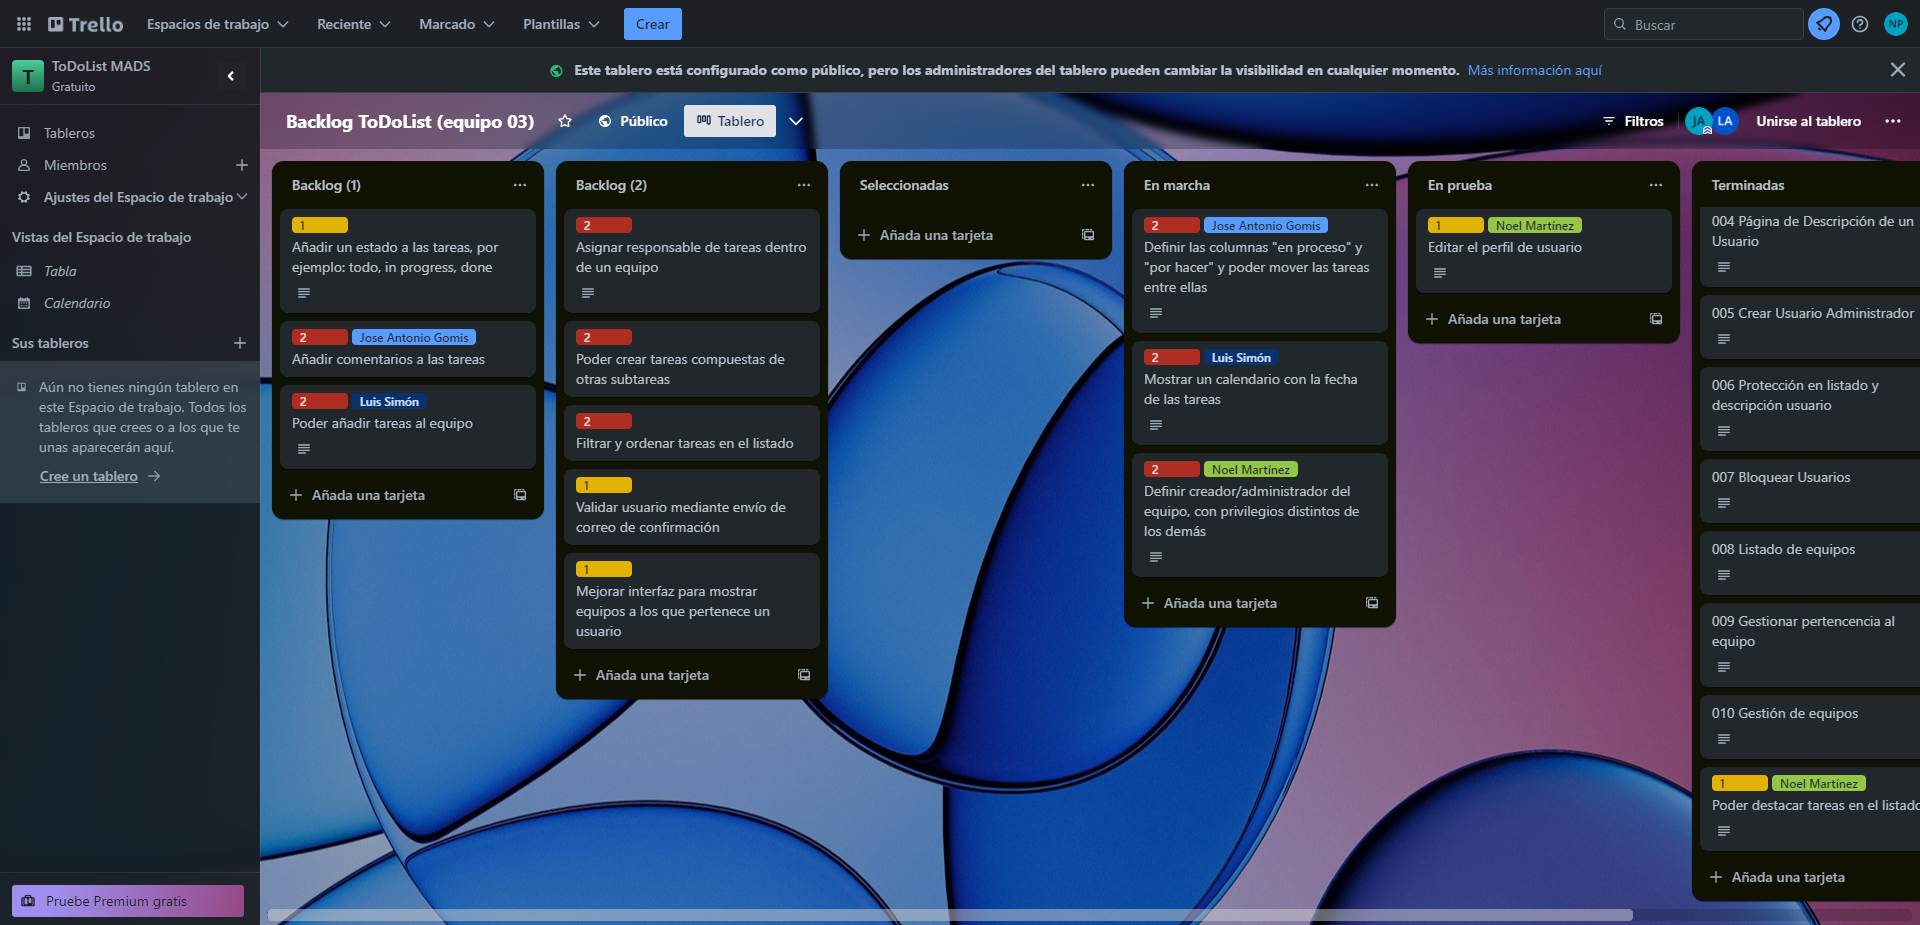 Trello
Espacios de trabajo
Reciente
Marcado
Plantillas
Crear
Buscar
NP
T
ToDoList MADS
Gratuito
Este tablero está configurado como público, pero los administradores del tablero pueden cambiar la visibilidad en cualquier momento. Más información aquí
Tableros
Miembros
Ajustes del Espacio de trabajo
Vistas del Espacio de trabajo
Tabla
Calendario
Sus tableros
Aún no tienes ningún tablero en
este Espacio de trabajo. Todos los
tableros que crees o a los que te
unas aparecerán aquí.
Cree un tablero
Pruebe Premium gratis
Backlog ToDoList (equipo 03)
Público
Tablero
Filtros
JA
LA
Unirse al tablero
Backlog (1)
1
Añadir un estado a las tareas, por
ejemplo: todo, in progress, done
2 Jose Antonio Gomis
Añadir comentarios a las tareas
2 Luis Simón
Poder añadir tareas al equipo
Añada una tarjeta
Backlog (2)
2
Asignar responsable de tareas dentro
de un equipo
2
Poder crear tareas compuestas de
otras subtareas
2
Filtrar y ordenar tareas en el listado
1
Validar usuario mediante envío de
correo de confirmación
1
Mejorar interfaz para mostrar
equipos a los que pertenece un
usuario
Añada una tarjeta
Seleccionadas
Añada una tarjeta
En marcha
2 Jose Antonio Gomis
Definir las columnas "en proceso" y
"por hacer" y poder mover las tareas
entre ellas
2 Luis Simón
Mostrar un calendario con la fecha
de las tareas
2 Noel Martínez
Definir creador/administrador del
equipo, con privilegios distintos de
los demás
Añada una tarjeta
En prueba
1 Noel Martínez
Editar el perfil de usuario
Añada una tarjeta
Terminadas
004 Página de Descripción de un
Usuario
005 Crear Usuario Administrador
006 Protección en listado y
descripción usuario
007 Bloquear Usuarios
008 Listado de equipos
009 Gestionar pertencencia al
equipo
010 Gestión de equipos
1 Noel Martínez
Poder destacar tareas en el listado
Añada una tarjeta